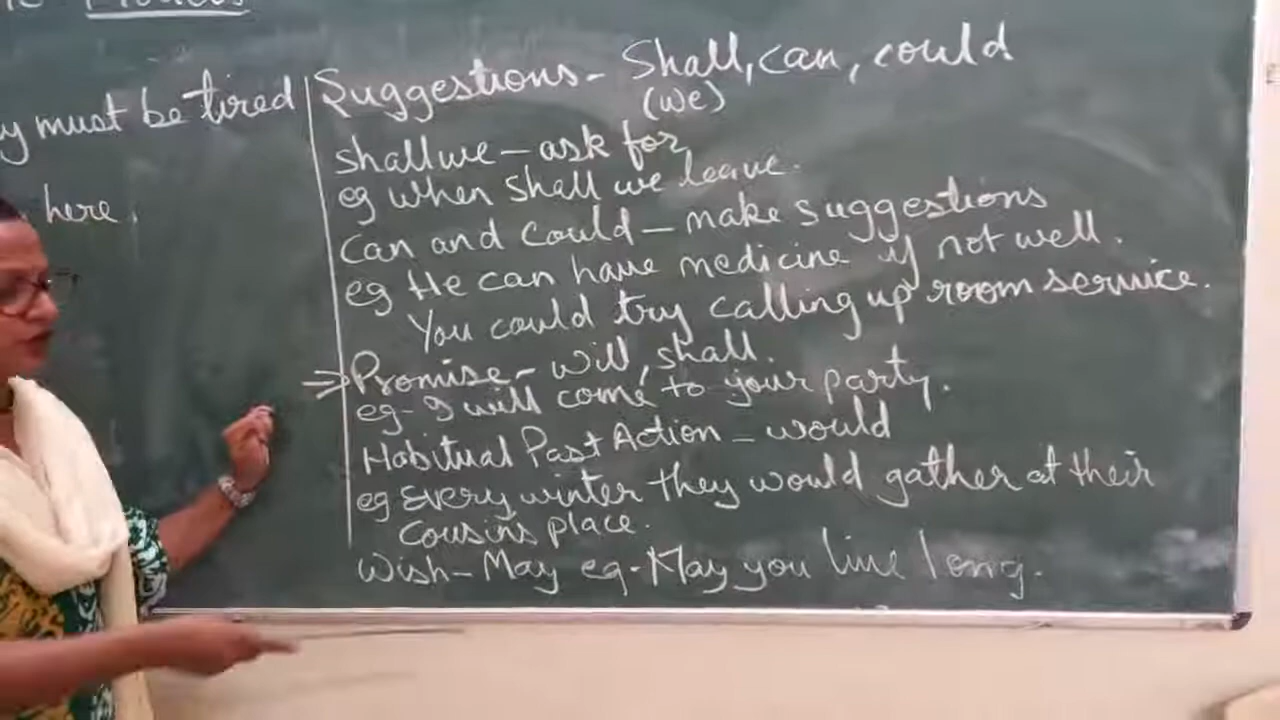 Modals
y must be tired
here.
Suggestions - Shall, can, could
(we)
shall we - ask for
eg when shall we leave.
Can and could - make suggestions
eg He can have medicine if not well.
You could try calling up room service.
⇒ Promise - will, shall.
eg - I will come to your party.
Habitual Past Action - would
eg Every winter they would gather at their
cousins place.
Wish - May eg - May you live long.